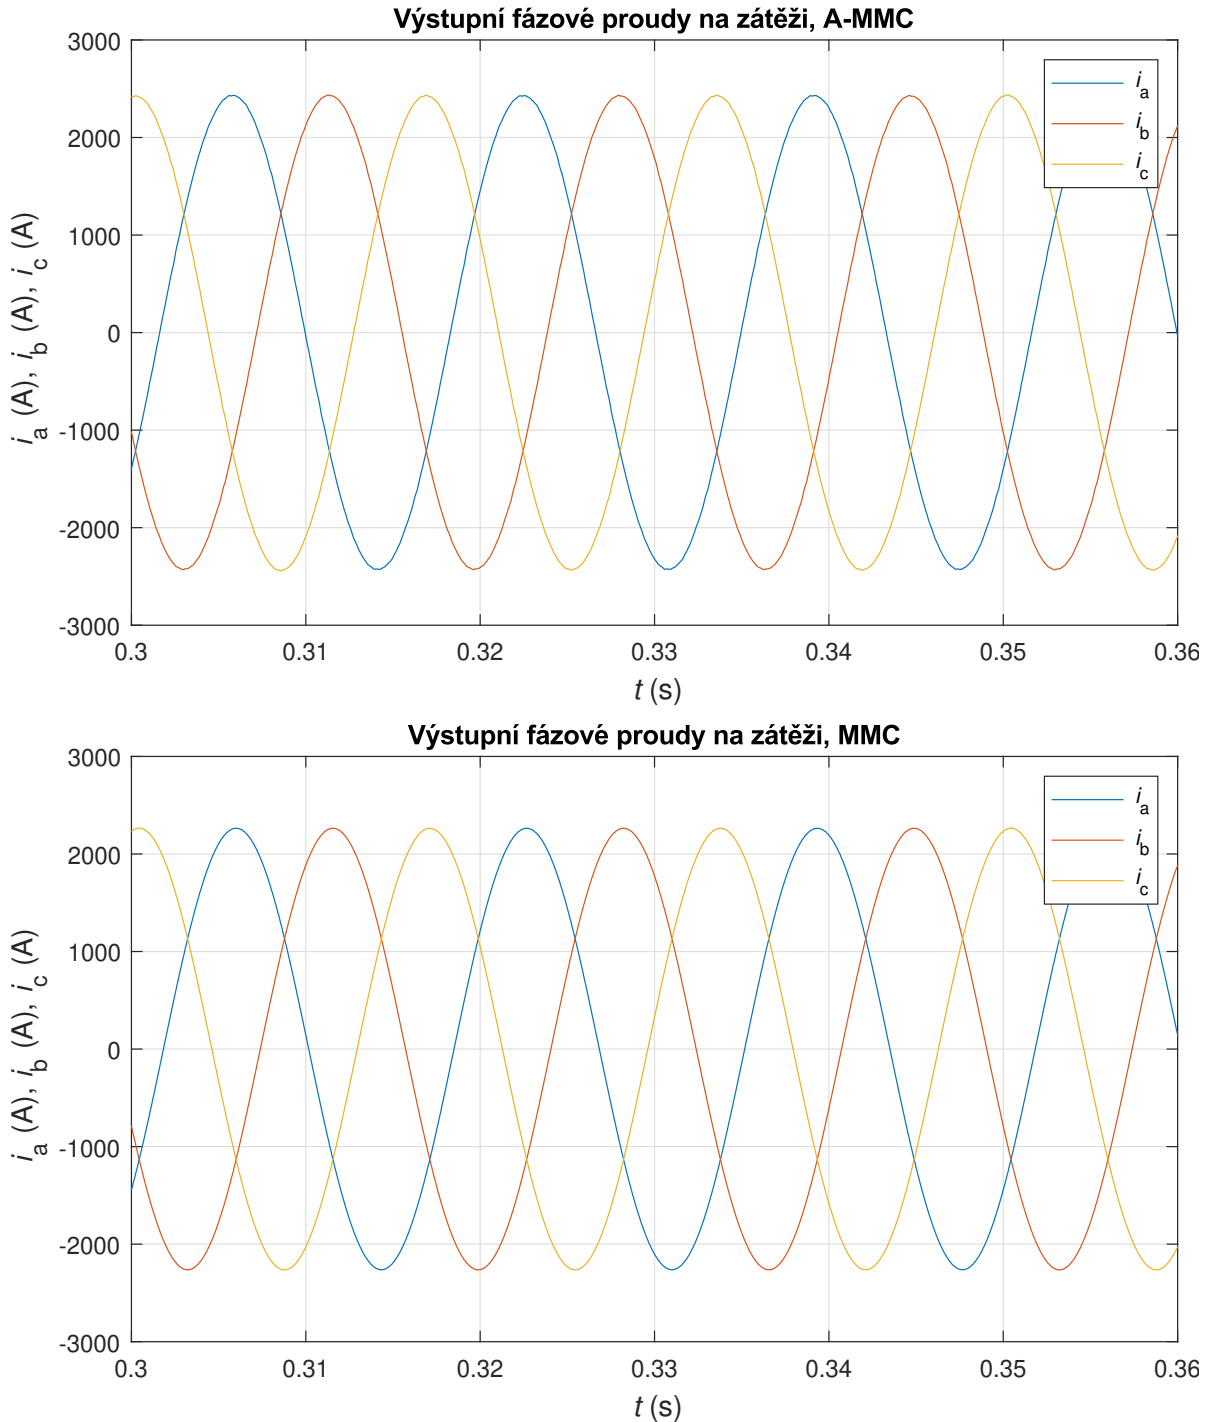 Výstupní fázové proudy na zátěži, A-MMC
3000
2000
1000
0
-1000
-2000
-3000
i_a (A), i_b (A), i_c (A)
i_a
i_b
i_c
0.3 0.31 0.32 0.33 0.34 0.35 0.36
t (s)
Výstupní fázové proudy na zátěži, MMC
3000
2000
1000
0
-1000
-2000
-3000
i_a (A), i_b (A), i_c (A)
i_a
i_b
i_c
0.3 0.31 0.32 0.33 0.34 0.35 0.36
t (s)